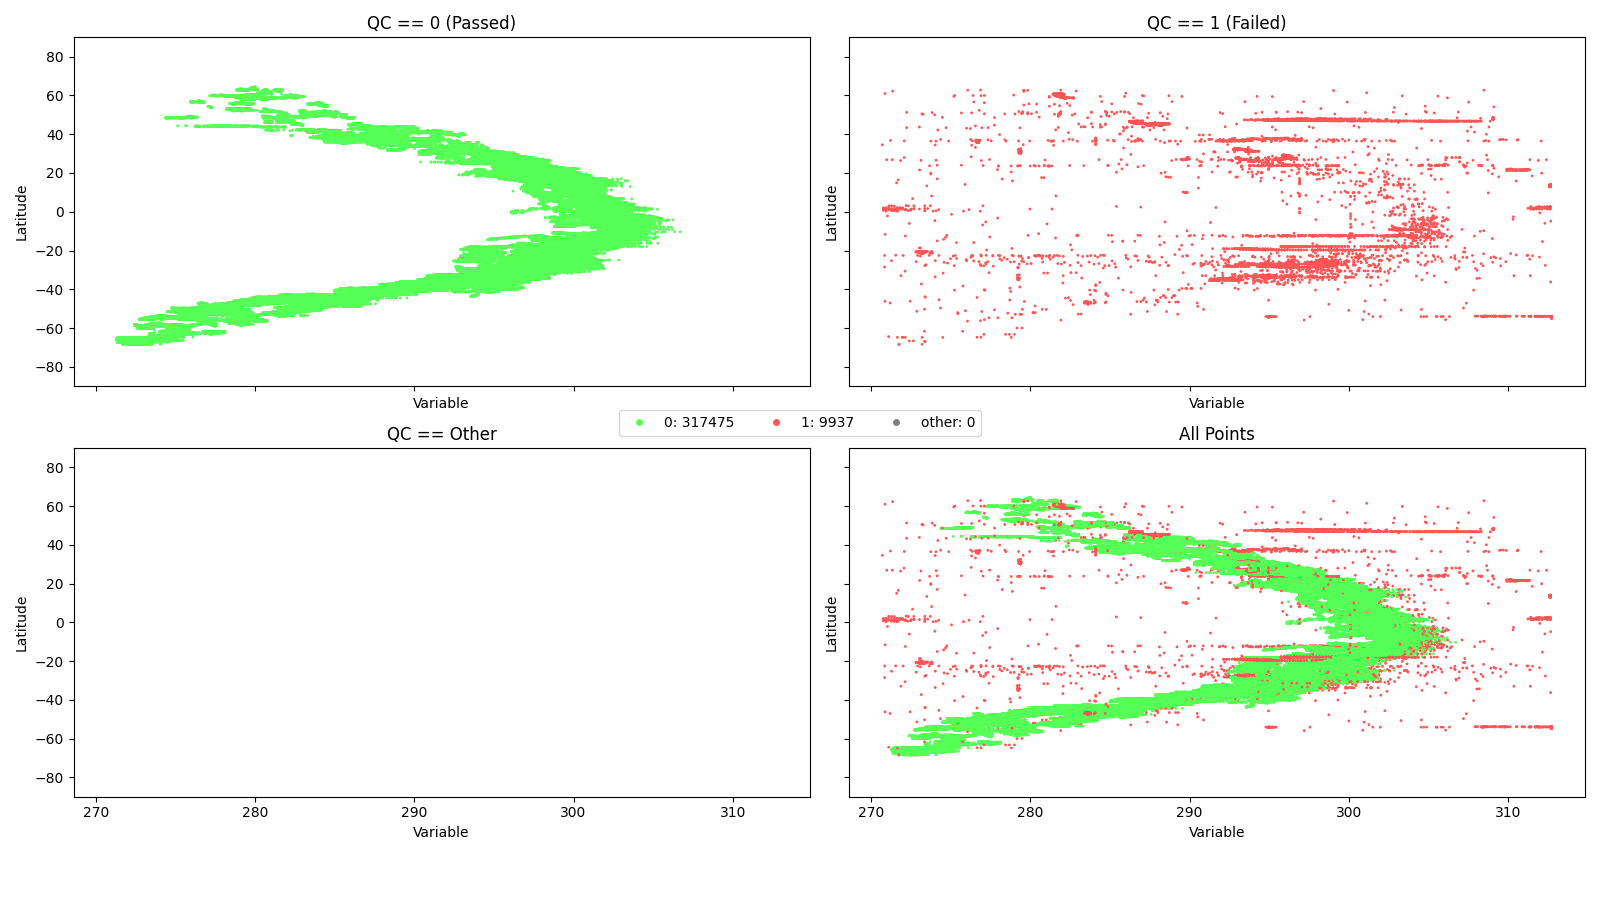 QC == 0 (Passed)
QC == 1 (Failed)
80
60
40
20
0
−20
−40
−60
−80
Latitude
Latitude
Variable
Variable
0: 317475
1: 9937
other: 0
QC == Other
All Points
80
60
40
20
0
−20
−40
−60
−80
Latitude
Latitude
270
280
290
300
310
270
280
290
300
310
Variable
Variable